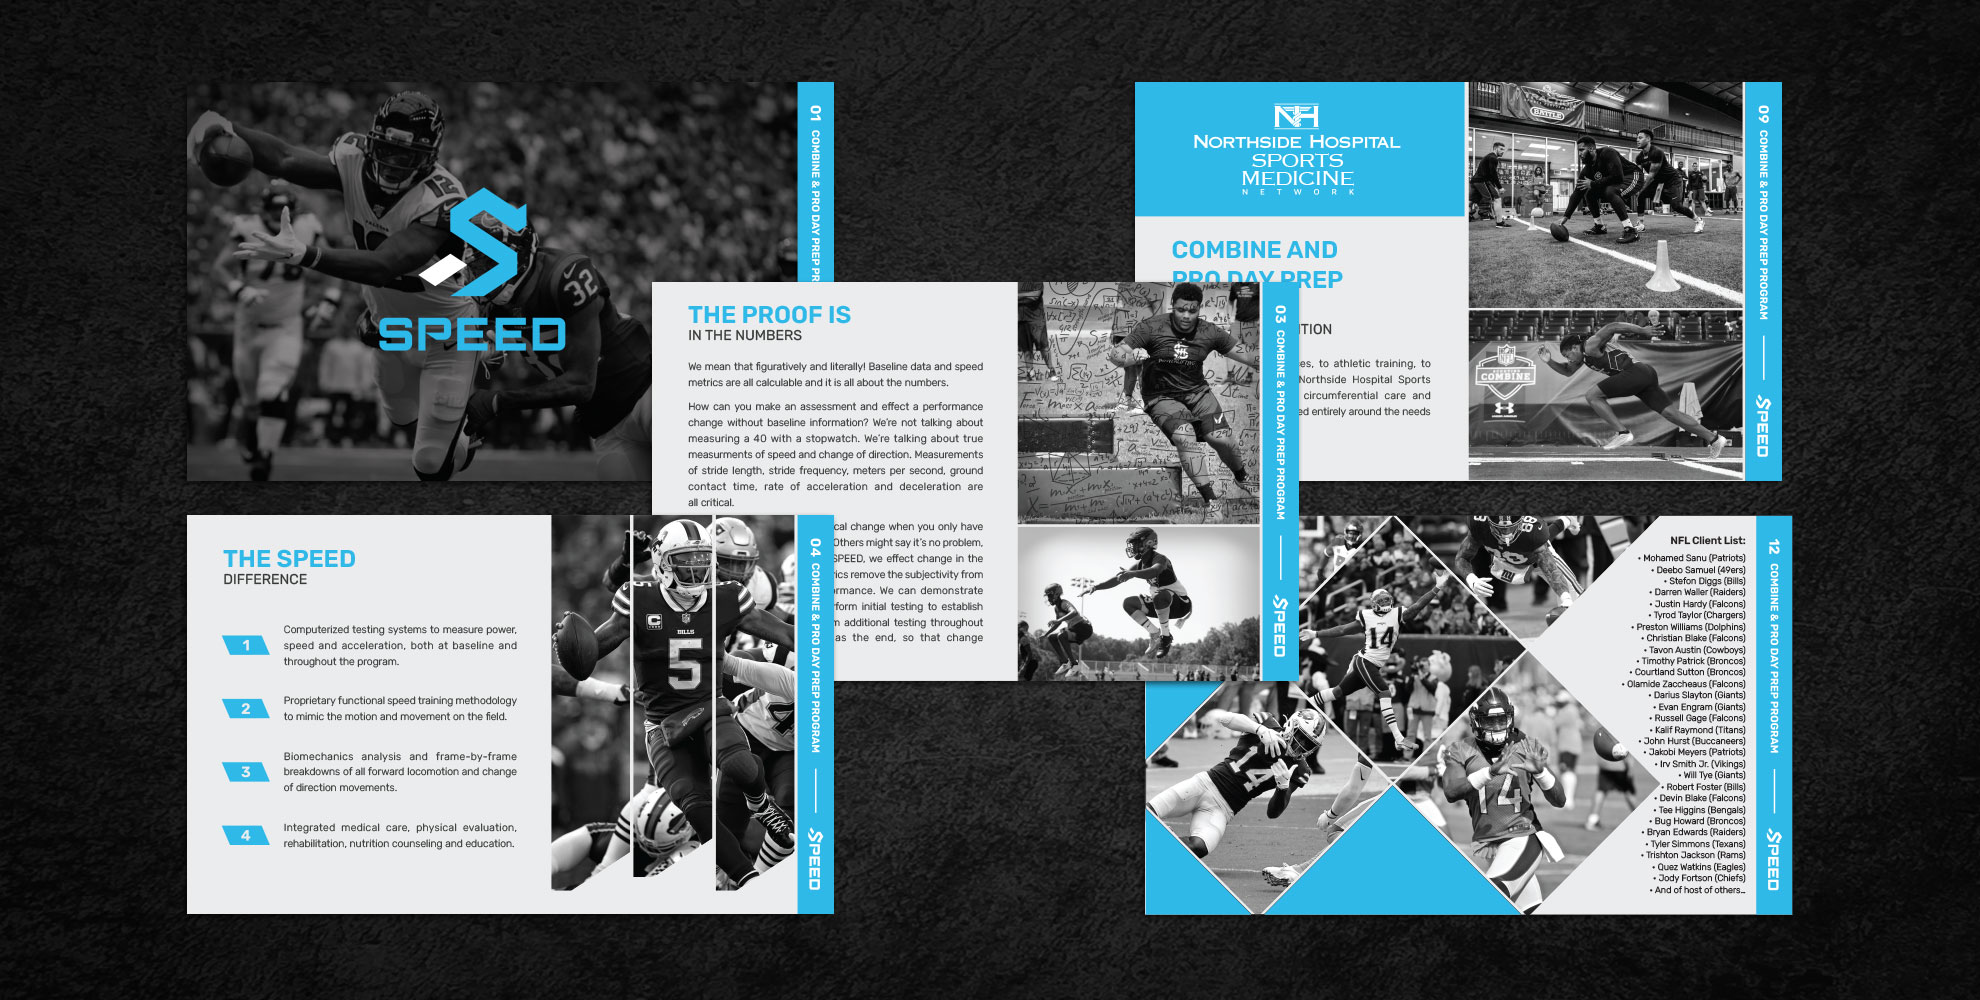 12
32
SPEED
01 COMBINE & PRO DAY PREP PR
NH
NORTHSIDE HOSPITAL
SPORTS
MEDICINE
NETWORK
COMBINE AND
PRO DAY PREP
ITION
es, to athletic training, to
Northside Hospital Sports
circumferential care and
ed entirely around the needs
BATTLE
NFL
COMBINE
09 COMBINE & PRO DAY PREP PROGRAM
SPEED
THE PROOF IS
IN THE NUMBERS
We mean that figuratively and literally! Baseline data and speed
metrics are all calculable and it is all about the numbers.
How can you make an assessment and effect a performance
change without baseline information? We're not talking about
measuring a 40 with a stopwatch. We're talking about true
measurments of speed and change of direction. Measurements
of stride length, stride frequency, meters per second, ground
contact time, rate of acceleration and deceleration are
all critical.
cal change when you only have
Others might say it's no problem,
SPEED, we effect change in the
ics remove the subjectivity from
ormance. We can demonstrate
form initial testing to establish
n additional testing throughout
as the end, so that change
03 COMBINE & PRO DAY PREP PROGRAM
SPEED
THE SPEED
DIFFERENCE
1
Computerized testing systems to measure power,
speed and acceleration, both at baseline and
throughout the program.
2
Proprietary functional speed training methodology
to mimic the motion and movement on the field.
3
Biomechanics analysis and frame-by-frame
breakdowns of all forward locomotion and change
of direction movements.
4
Integrated medical care, physical evaluation,
rehabilitation, nutrition counseling and education.
C
BILLS
5
04 COMBINE & PRO DAY PREP PROGRAM
SPEED
14
14
14
NFL Client List:
• Mohamed Sanu (Patriots)
• Deebo Samuel (49ers)
• Stefon Diggs (Bills)
• Darren Waller (Raiders)
• Justin Hardy (Falcons)
• Tyrod Taylor (Chargers)
• Preston Williams (Dolphins)
• Christian Blake (Falcons)
• Tavon Austin (Cowboys)
• Timothy Patrick (Broncos)
• Courtland Sutton (Broncos)
• Olamide Zaccheaus (Falcons)
• Darius Slayton (Giants)
• Evan Engram (Giants)
• Russell Gage (Falcons)
• Kalif Raymond (Titans)
• John Hurst (Buccaneers)
• Jakobi Meyers (Patriots)
• Irv Smith Jr. (Vikings)
• Will Tye (Giants)
• Robert Foster (Bills)
• Devin Blake (Falcons)
• Tee Higgins (Bengals)
• Bug Howard (Broncos)
• Bryan Edwards (Raiders)
• Tyler Simmons (Texans)
• Trishton Jackson (Rams)
• Quez Watkins (Eagles)
• Jody Fortson (Chiefs)
• And of host of others...
12 COMBINE & PRO DAY PREP PROGRAM
SPEED